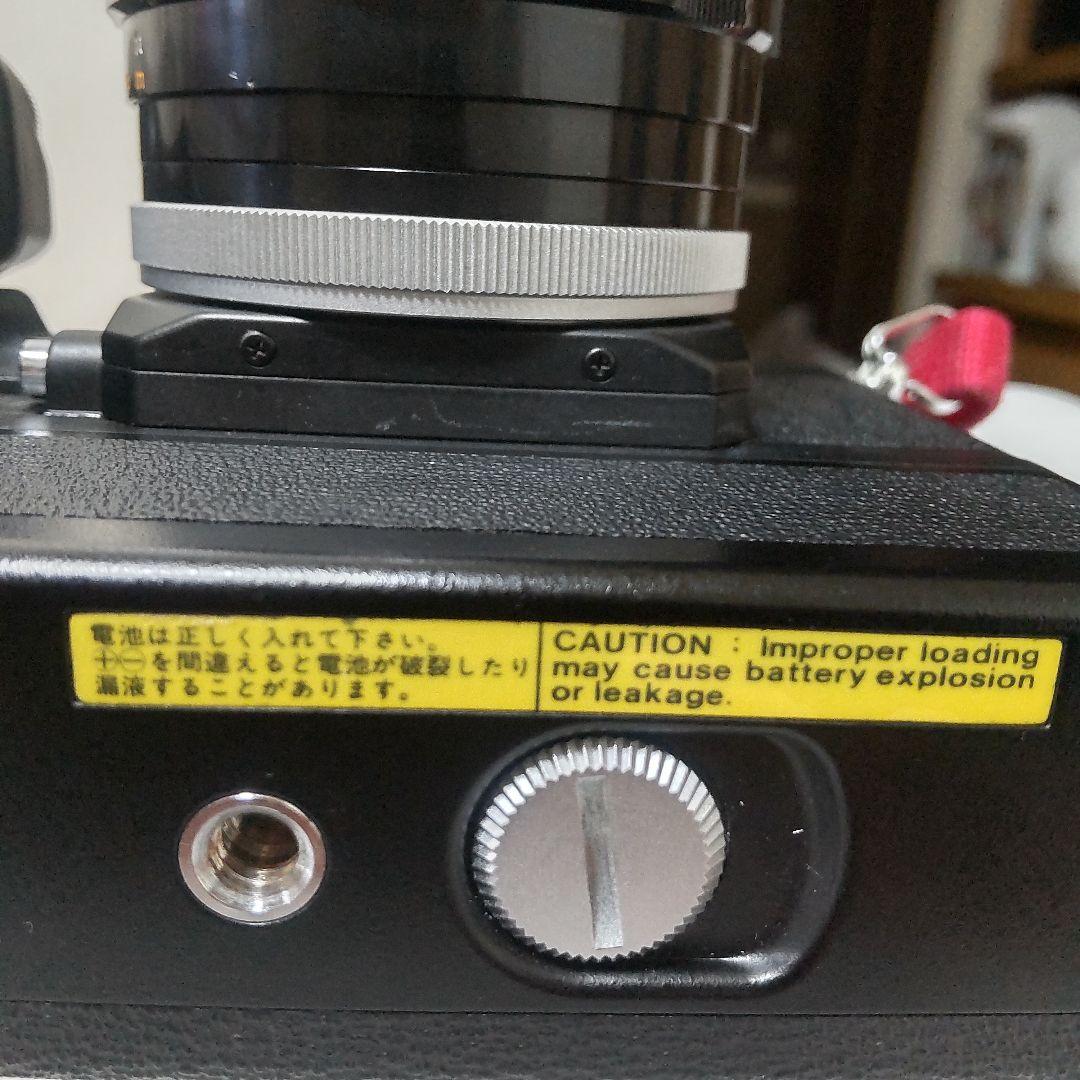 電池は正しく入れて下さい。
⊕⊖を間違えると電池が破裂したり
漏液することがあります。
CAUTION : Improper loading
may cause battery explosion
or leakage.